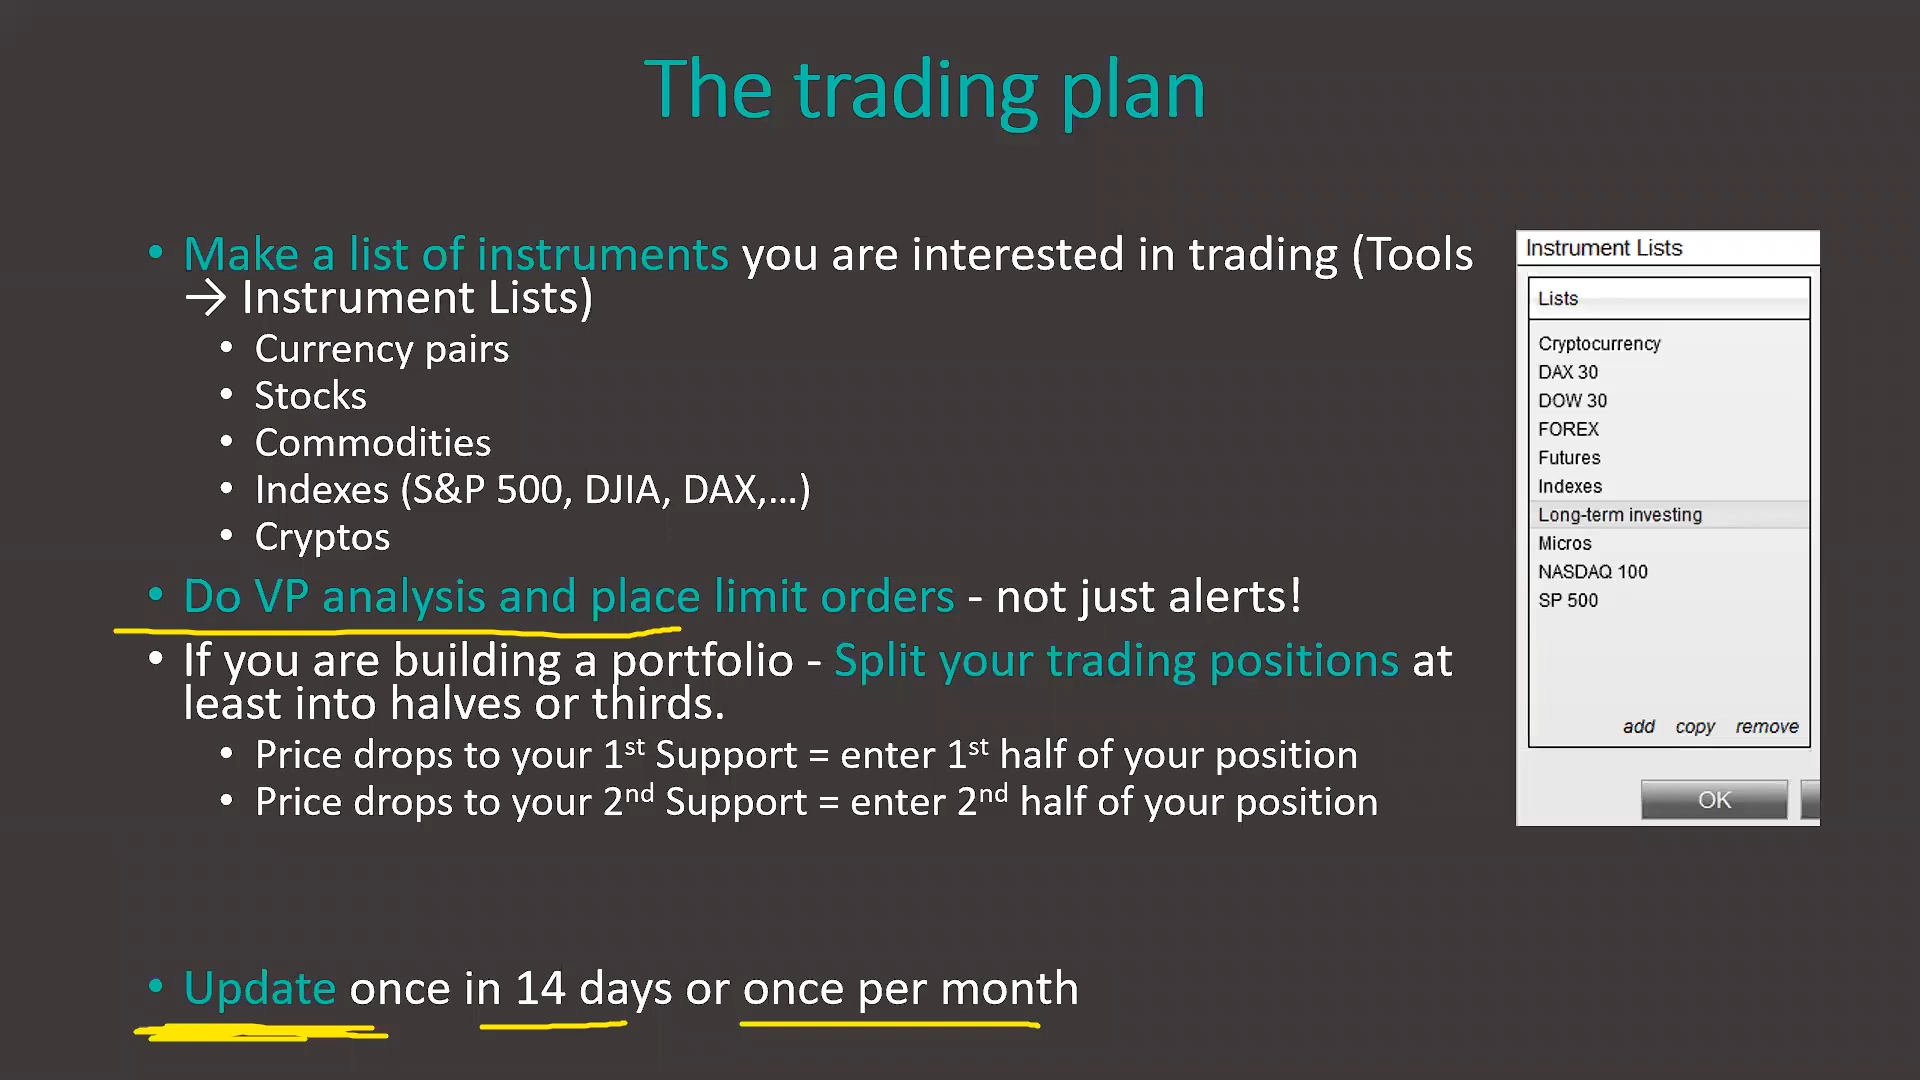 The trading plan
• Make a list of instruments you are interested in trading (Tools
→ Instrument Lists)
• Currency pairs
• Stocks
• Commodities
• Indexes (S&P 500, DJIA, DAX,…)
• Cryptos
• Do VP analysis and place limit orders - not just alerts!
• If you are building a portfolio - Split your trading positions at
least into halves or thirds.
• Price drops to your 1st Support = enter 1st half of your position
• Price drops to your 2nd Support = enter 2nd half of your position
• Update once in 14 days or once per month
Instrument Lists
Lists
Cryptocurrency
DAX 30
DOW 30
FOREX
Futures
Indexes
Long-term investing
Micros
NASDAQ 100
SP 500
add copy remove
OK